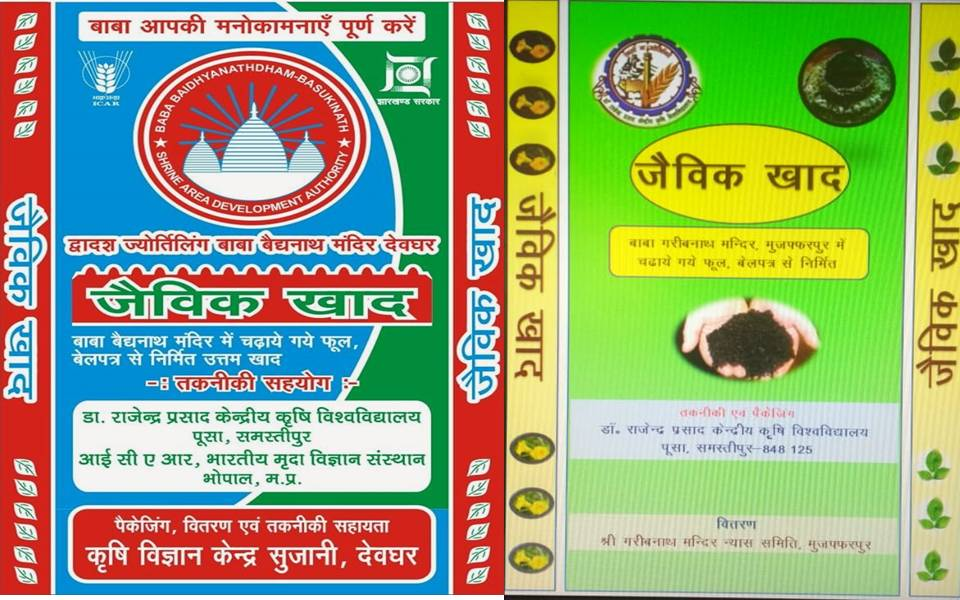 बाबा आपकी मनोकामनाएँ पूर्ण करें
भाकृअनुप
ICAR
झारखण्ड सरकार
BABA BAIDHYANATHDHAM-BASUKINATH
SHRINE AREA DEVELOPMENT AUTHORITY
द्वादश ज्योर्तिलिंग बाबा बैद्यनाथ मंदिर देवघर
जैविक खाद
बाबा बैद्यनाथ मंदिर में चढ़ाये गये फूल,
बेलपत्र से निर्मित उत्तम खाद
-: तकनीकी सहयोग :-
डा. राजेन्द्र प्रसाद केन्द्रीय कृषि विश्वविद्यालय
पूसा, समस्तीपुर
आई सी ए आर, भारतीय मृदा विज्ञान संस्थान
भोपाल, म.प्र.
पैकेजिंग, वितरण एवं तकनीकी सहायता
कृषि विज्ञान केन्द्र सुजानी, देवघर
जैविक खाद
जैविक खाद
जैविक खाद
जैविक खाद
बाबा गरीबनाथ मन्दिर, मुजफ्फरपुर में
चढाये गये फूल, बेलपत्र से निर्मित
तकनीकी एवं पैकेजिंग
डॉ० राजेन्द्र प्रसाद केन्द्रीय कृषि विश्वविद्यालय
पूसा, समस्तीपुर-848 125
वितरण
श्री गरीबनाथ मन्दिर न्यास समिति, मुजफ्फरपुर
जैविक खाद